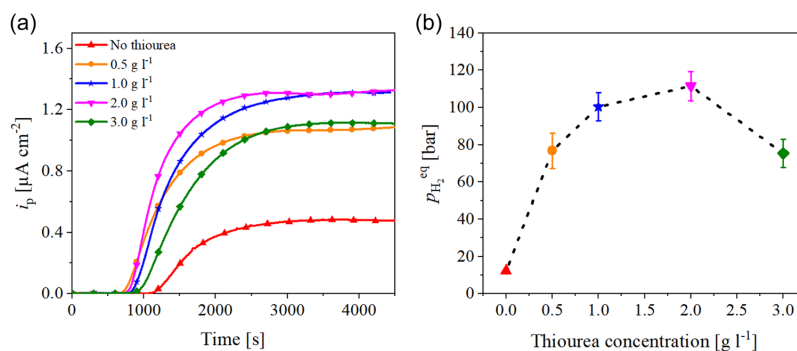 (a)
1.6
1.2
0.8
0.4
0.0
i_p [µA cm⁻²]
No thiourea
0.5 g l⁻¹
1.0 g l⁻¹
2.0 g l⁻¹
3.0 g l⁻¹
0 1000 2000 3000 4000
Time [s]
(b)
140
120
100
80
60
40
20
0
p_H₂^eq [bar]
0.0 0.5 1.0 1.5 2.0 2.5 3.0
Thiourea concentration [g l⁻¹]